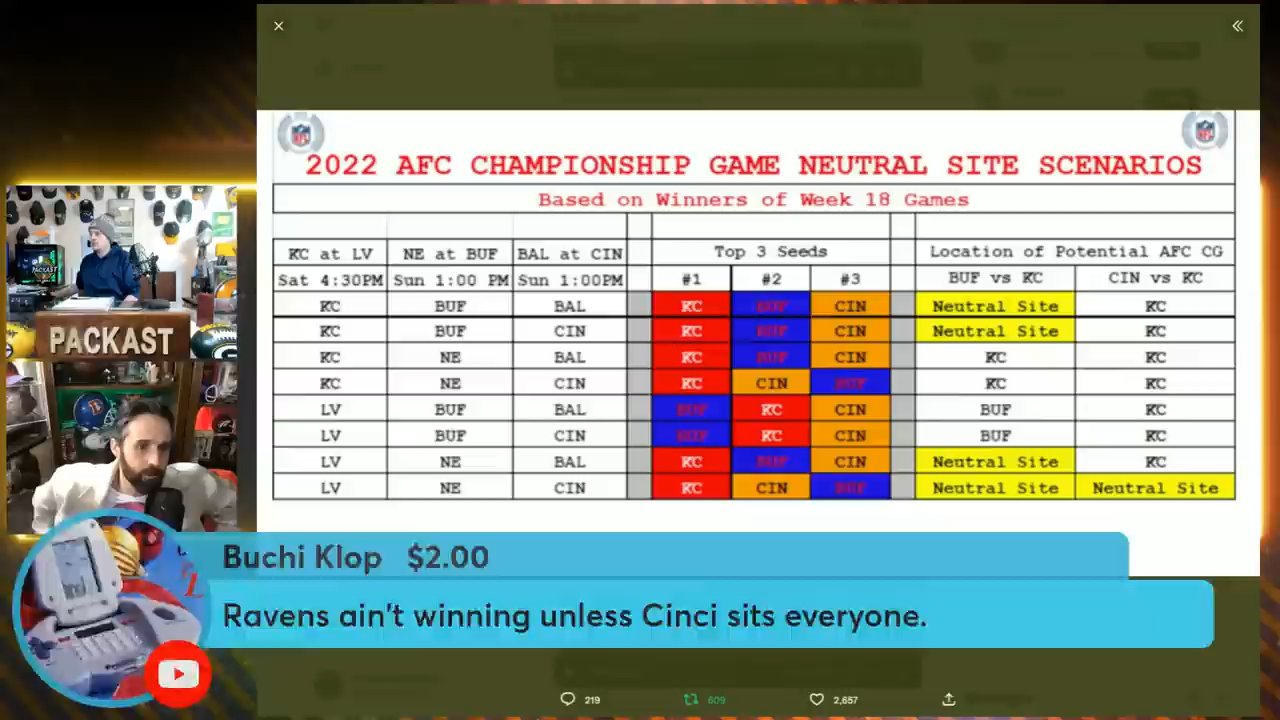 2022 AFC CHAMPIONSHIP GAME NEUTRAL SITE SCENARIOS
Based on Winners of Week 18 Games
KC at LV NE at BUF BAL at CIN Top 3 Seeds Location of Potential AFC CG
Sat 4:30PM Sun 1:00 PM Sun 1:00PM #1 #2 #3 BUF vs KC CIN vs KC
KC BUF BAL KC BUF CIN Neutral Site KC
KC BUF CIN KC BUF CIN Neutral Site KC
KC NE BAL KC BUF CIN KC KC
KC NE CIN KC CIN BUF KC KC
LV BUF BAL BUF KC CIN BUF KC
LV BUF CIN BUF KC CIN BUF KC
LV NE BAL KC BUF CIN Neutral Site KC
LV NE CIN KC CIN BUF Neutral Site Neutral Site
PACKAST
Buchi Klop $2.00
Ravens ain't winning unless Cinci sits everyone.
219 609 2,657